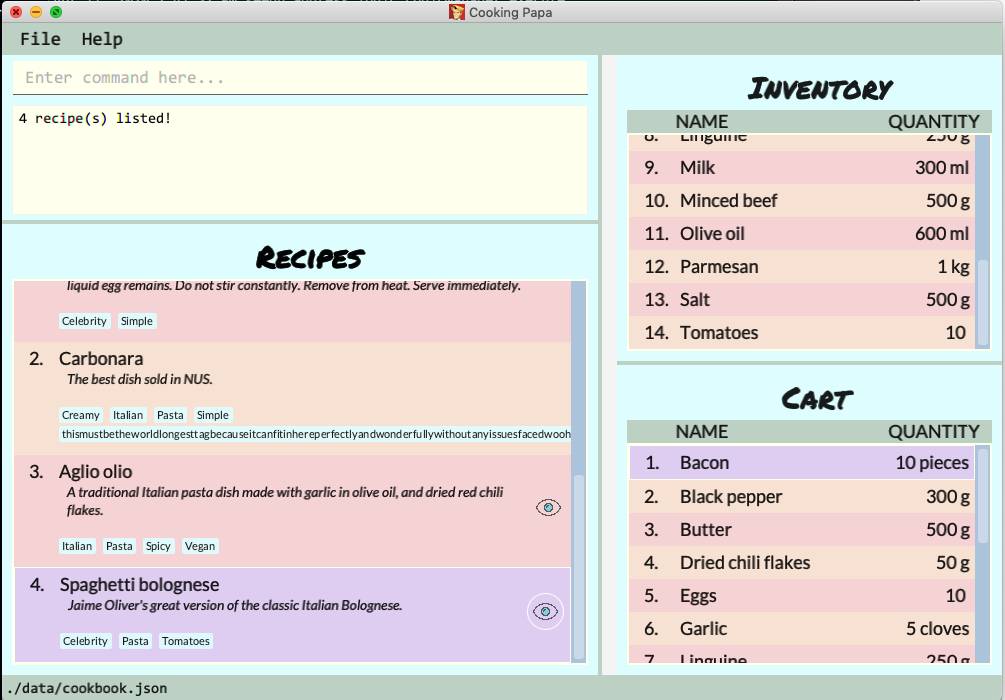 Cooking Papa
File Help
Enter command here...
4 recipe(s) listed!
Recipes
liquid egg remains. Do not stir constantly. Remove from heat. Serve immediately.
Celebrity Simple
2. Carbonara
The best dish sold in NUS.
Creamy Italian Pasta Simple
thismustbetheworldlongesttagbecauseitcanfitinhereperfectlyandwonderfullywithoutanyissuesfacedwooh
3. Aglio olio
A traditional Italian pasta dish made with garlic in olive oil, and dried red chili
flakes.
Italian Pasta Spicy Vegan
4. Spaghetti bolognese
Jaime Oliver's great version of the classic Italian Bolognese.
Celebrity Pasta Tomatoes
Inventory
NAME QUANTITY
8. Linguine 250 g
9. Milk 300 ml
10. Minced beef 500 g
11. Olive oil 600 ml
12. Parmesan 1 kg
13. Salt 500 g
14. Tomatoes 10
Cart
NAME QUANTITY
1. Bacon 10 pieces
2. Black pepper 300 g
3. Butter 500 g
4. Dried chili flakes 50 g
5. Eggs 10
6. Garlic 5 cloves
7. Linguine 250 g
./data/cookbook.json